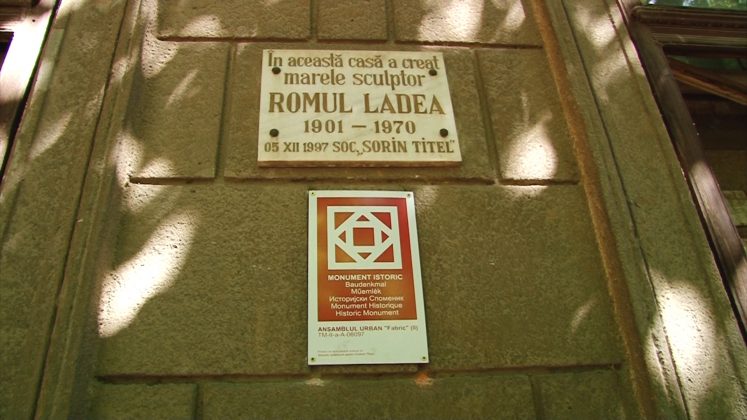 În această casă a creat
marele sculptor
ROMUL LADEA
1901 — 1970
05 XII 1997 SOC. „SORIN TITEL"
MONUMENT ISTORIC
Baudenkmal
Műemlék
Историјски Споменик
Monument Historique
Historic Monument
ANSAMBLUL URBAN "Fabric" (II)
TM-II-a-A-06097